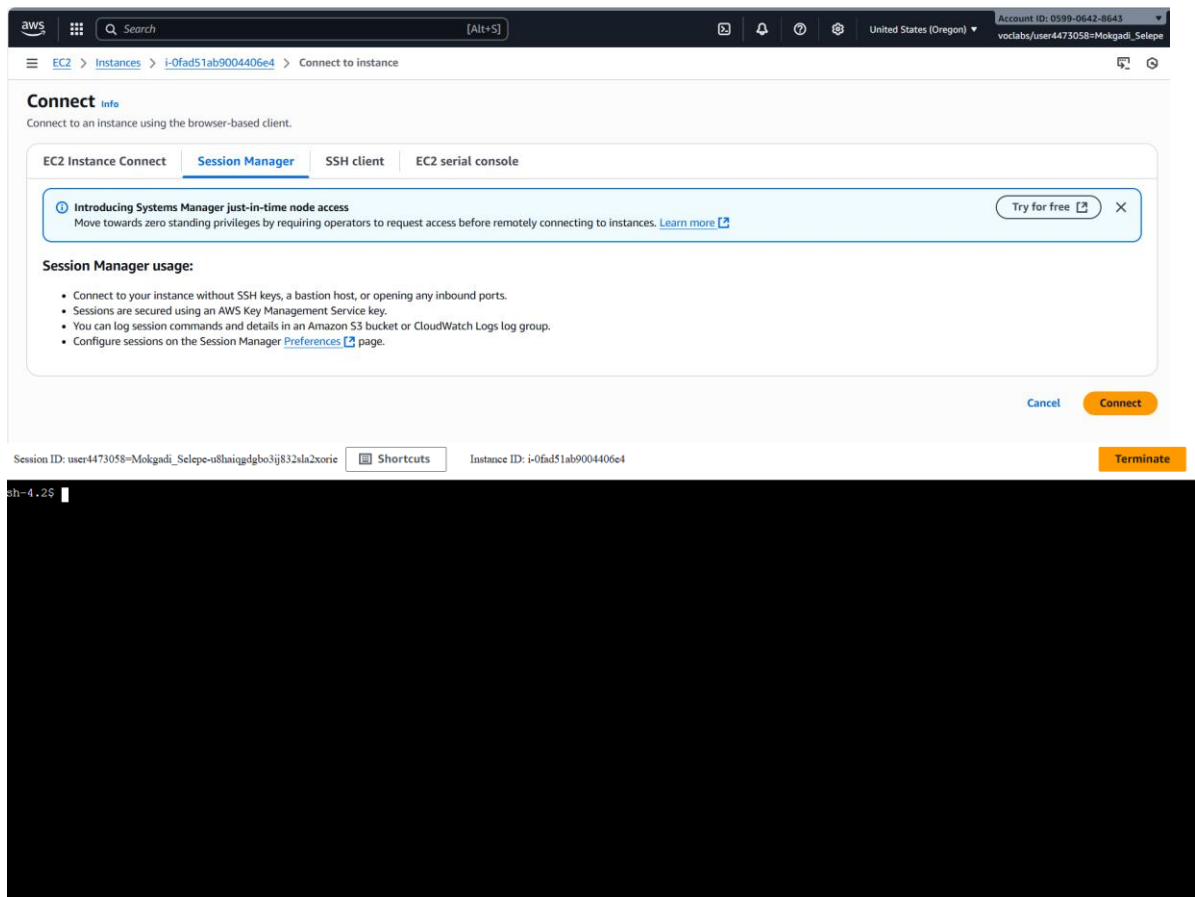 aws Search [Alt+S] United States (Oregon) Account ID: 0599-0642-8643
voclabs/user4473058=Mokgadi_Selepe
EC2 > Instances > i-0fad51ab9004406e4 > Connect to instance
Connect Info
Connect to an instance using the browser-based client.
EC2 Instance Connect Session Manager SSH client EC2 serial console
Introducing Systems Manager just-in-time node access
Move towards zero standing privileges by requiring operators to request access before remotely connecting to instances. Learn more
Try for free
Session Manager usage:
• Connect to your instance without SSH keys, a bastion host, or opening any inbound ports.
• Sessions are secured using an AWS Key Management Service key.
• You can log session commands and details in an Amazon S3 bucket or CloudWatch Logs log group.
• Configure sessions on the Session Manager Preferences page.
Cancel Connect
Session ID: user4473058=Mokgadi_Selepe-u8haiqgdgbo3ij832sla2xorie Shortcuts Instance ID: i-0fad51ab9004406e4 Terminate
sh-4.2$